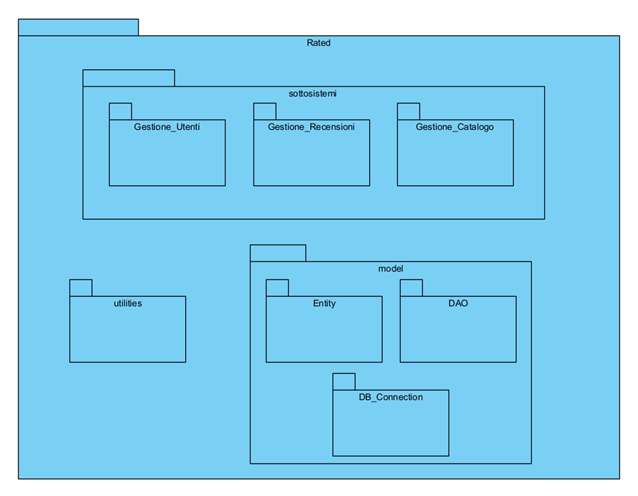 Rated
sottosistemi
Gestione_Utenti
Gestione_Recensioni
Gestione_Catalogo
model
utilities
Entity
DAO
DB_Connection